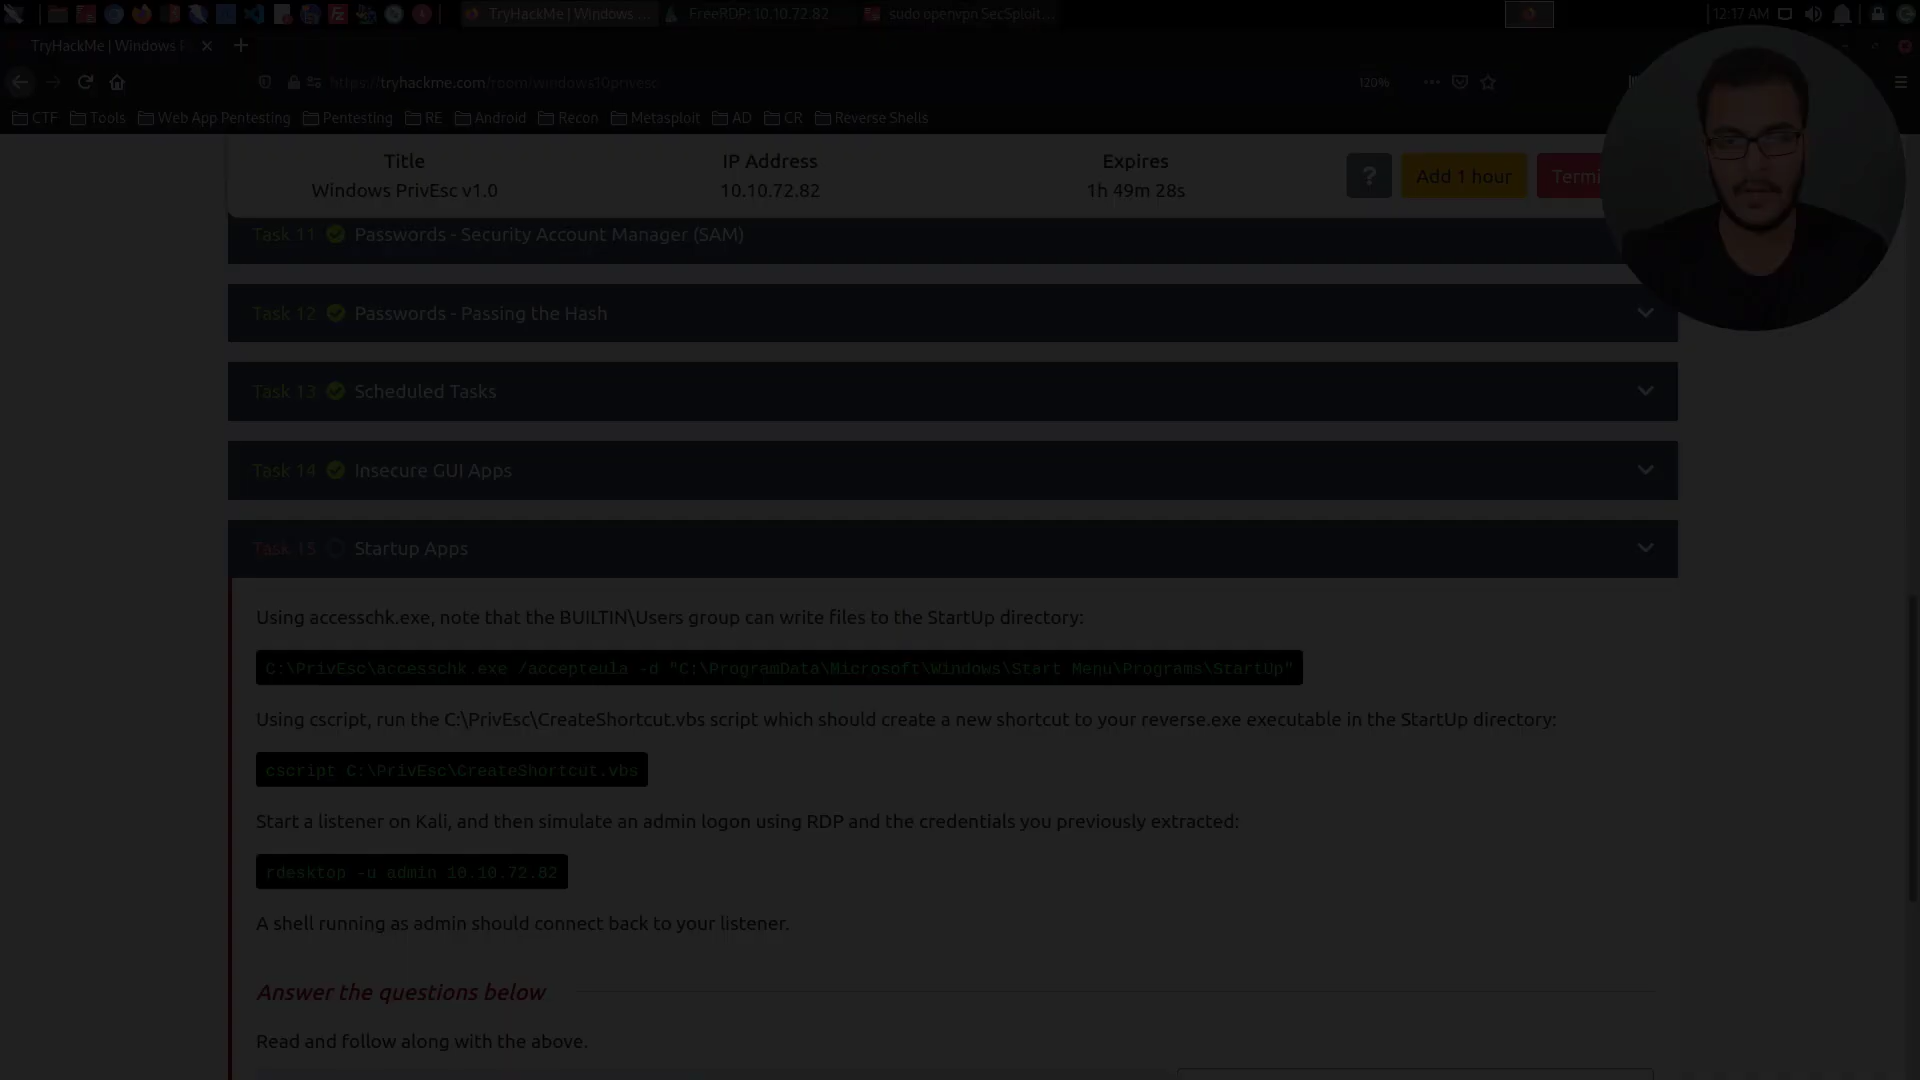 TryHackMe | Windows ...
FreeRDP: 10.10.72.82
sudo openvpn SecSploit...
12:17 AM
TryHackMe | Windows P
https://tryhackme.com/room/windows10privesc
120%
CTF
Tools
Web App Pentesting
Pentesting
RE
Android
Recon
Metasploit
AD
CR
Reverse Shells
Title
IP Address
Expires
Windows PrivEsc v1.0
10.10.72.82
1h 49m 28s
?
Add 1 hour
Termi
Task 11 Passwords - Security Account Manager (SAM)
Task 12 Passwords - Passing the Hash
Task 13 Scheduled Tasks
Task 14 Insecure GUI Apps
Task 15 Startup Apps
Using accesschk.exe, note that the BUILTIN\Users group can write files to the StartUp directory:
C:\PrivEsc\accesschk.exe /accepteula -d "C:\ProgramData\Microsoft\Windows\Start Menu\Programs\StartUp"
Using cscript, run the C:\PrivEsc\CreateShortcut.vbs script which should create a new shortcut to your reverse.exe executable in the StartUp directory:
cscript C:\PrivEsc\CreateShortcut.vbs
Start a listener on Kali, and then simulate an admin logon using RDP and the credentials you previously extracted:
rdesktop -u admin 10.10.72.82
A shell running as admin should connect back to your listener.
Answer the questions below
Read and follow along with the above.